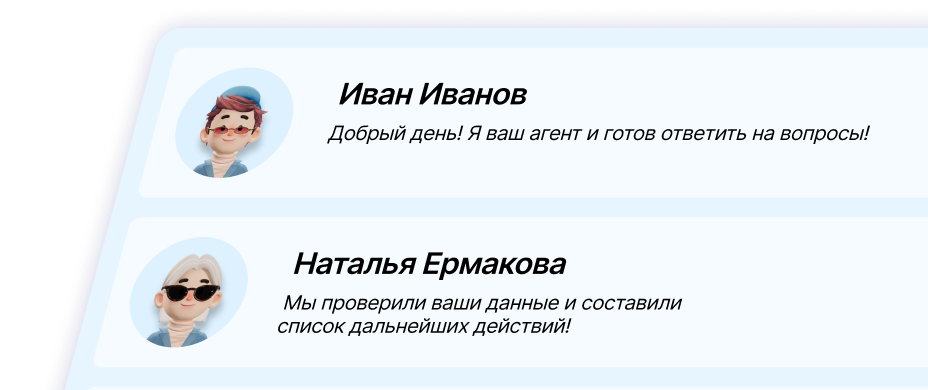 Иван Иванов
Добрый день! Я ваш агент и готов ответить на вопросы!
Наталья Ермакова
Мы проверили ваши данные и составили
список дальнейших действий!